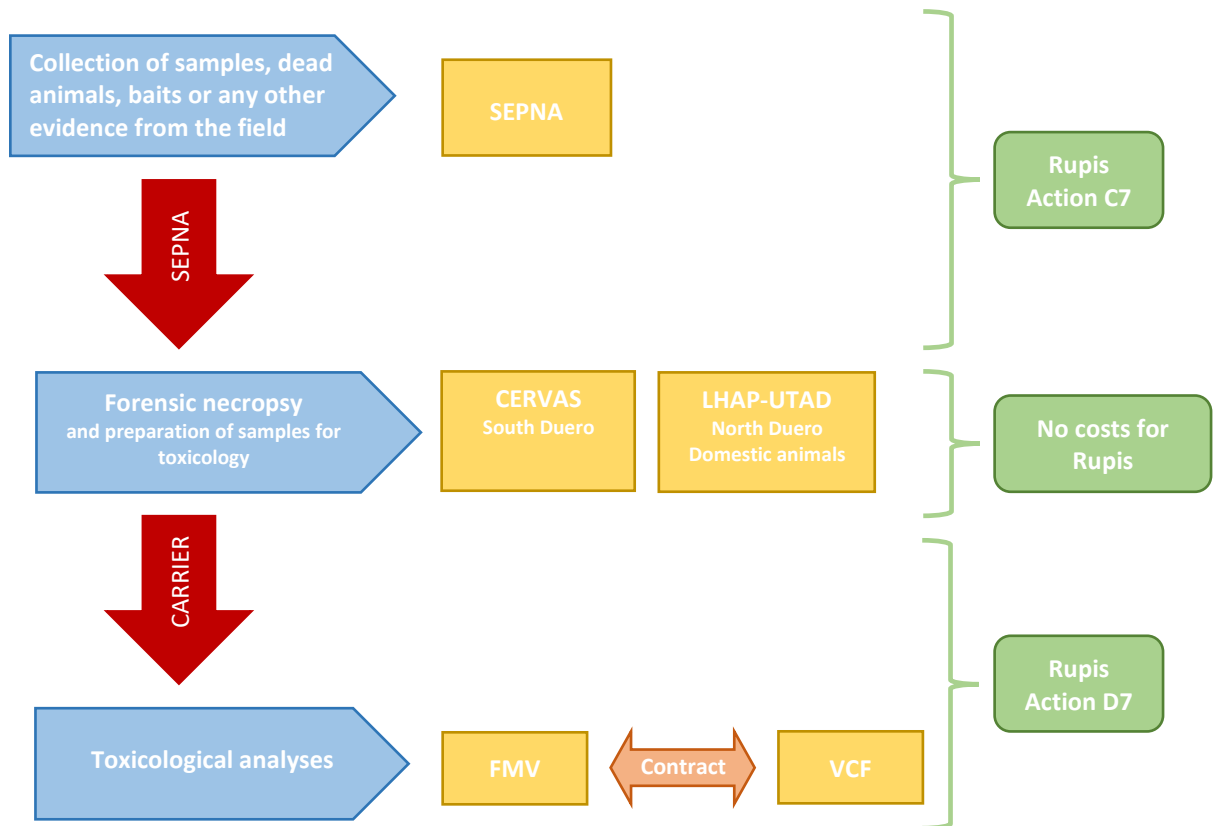 Collection of samples, dead
animals, baits or any other
evidence from the field
SEPNA
Rupis
Action C7
SEPNA
Forensic necropsy
and preparation of samples for
toxicology
CERVAS
South Duero
LHAP-UTAD
North Duero
Domestic animals
No costs for
Rupis
CARRIER
Rupis
Action D7
Toxicological analyses
FMV
Contract
VCF